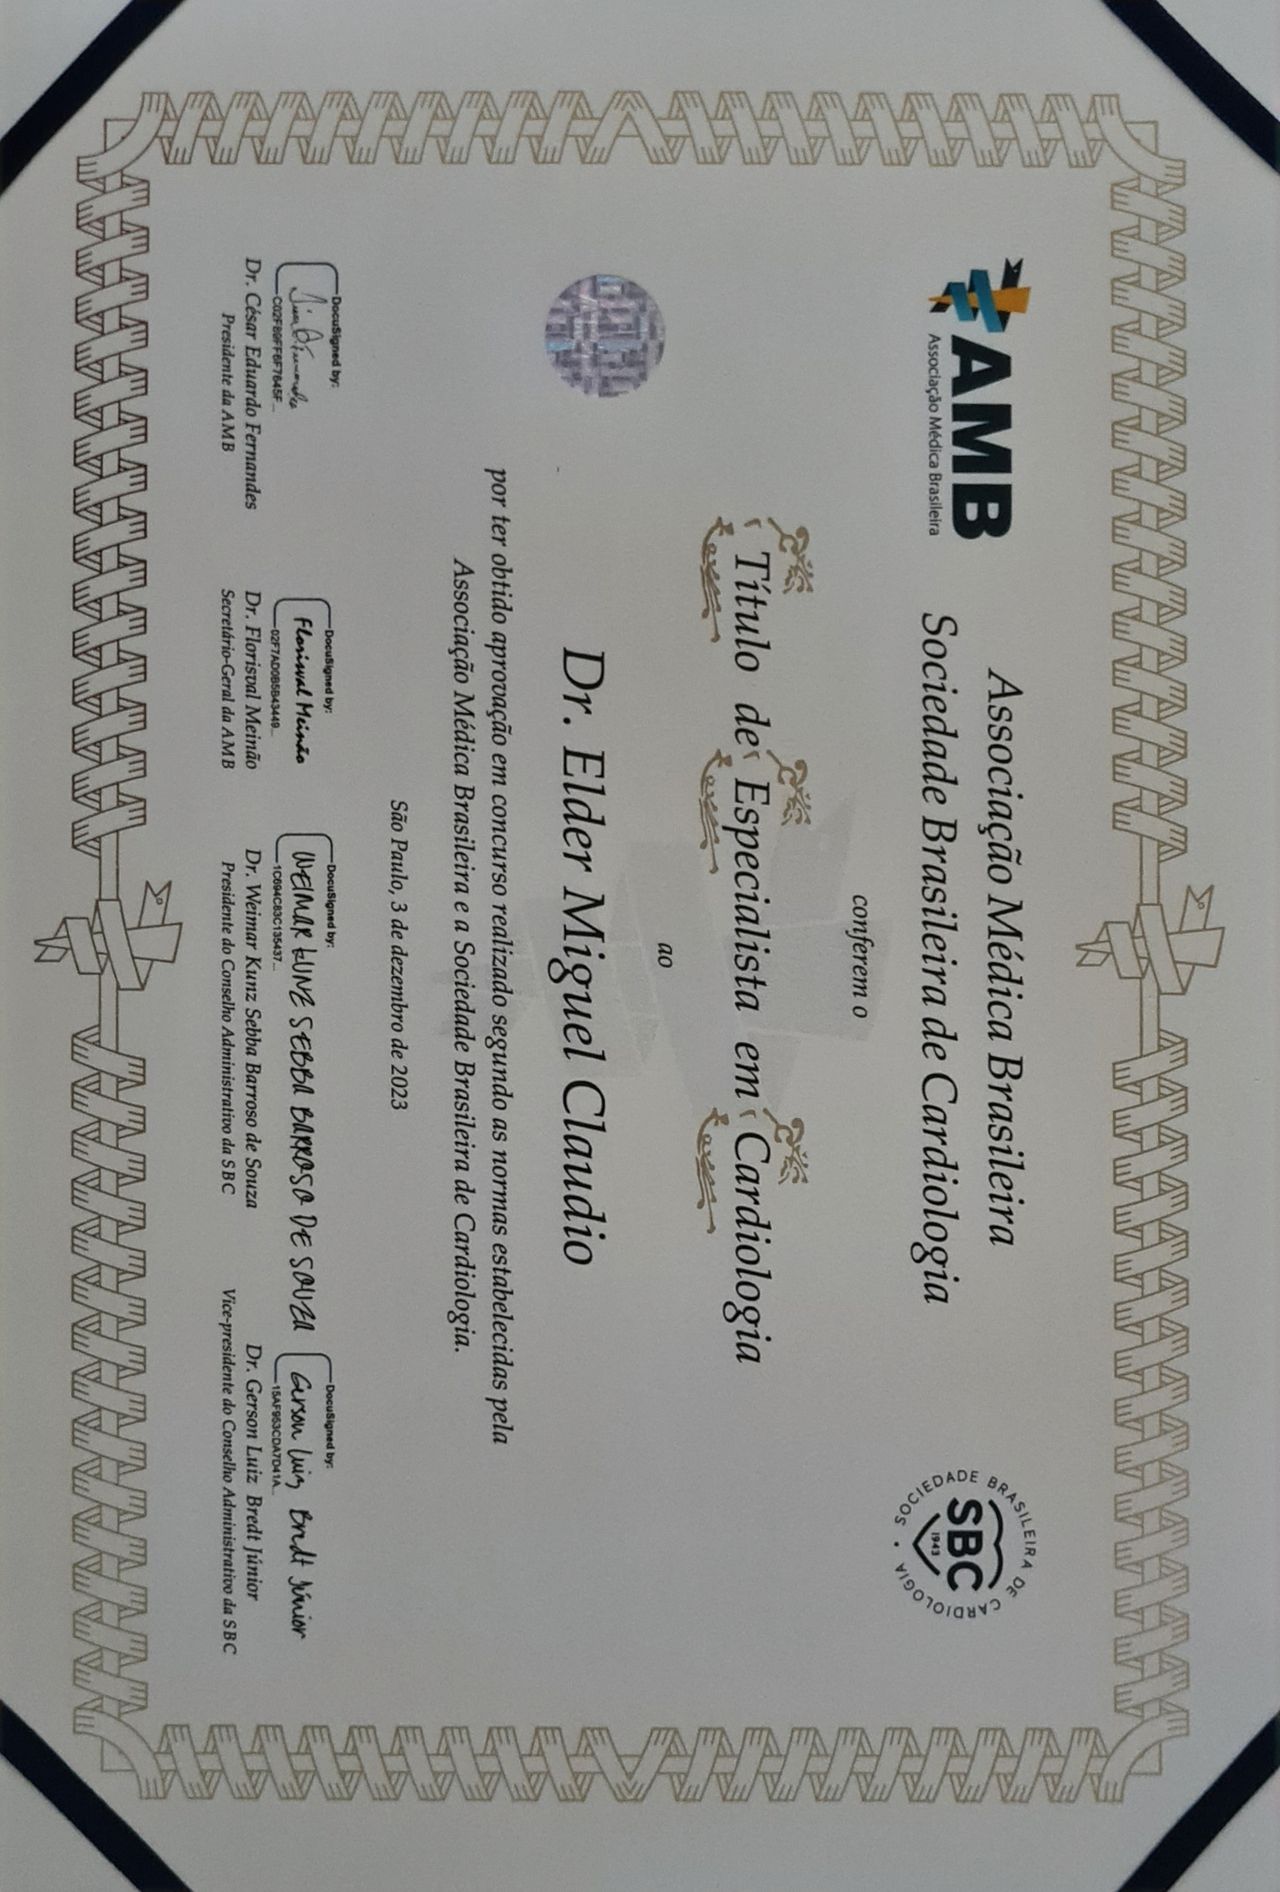 AMB
Associação Médica Brasileira
Associação Médica Brasileira
Sociedade Brasileira de Cardiologia
SOCIEDADE BRASILEIRA DE CARDIOLOGIA
SBC
1943
conferem o
Título de Especialista em Cardiologia
ao
Dr. Elder Miguel Claudio
por ter obtido aprovação em concurso realizado segundo as normas estabelecidas pela
Associação Médica Brasileira e a Sociedade Brasileira de Cardiologia.
São Paulo, 3 de dezembro de 2023
DocuSigned by:
C02FB9FF6F7645F...
Dr. César Eduardo Fernandes
Presidente da AMB
DocuSigned by:
Florisval Meinão
02F7AD0B5B43449...
Dr. Florisval Meinão
Secretário-Geral da AMB
DocuSigned by:
WEIMAR KUNZ SEBBA BARROSO DE SOUZA
1C694C83C135437...
Dr. Weimar Kunz Sebba Barroso de Souza
Presidente do Conselho Administrativo da SBC
DocuSigned by:
Gerson Luiz Bredt Júnior
15AF953CDA7D41A...
Dr. Gerson Luiz Bredt Júnior
Vice-presidente do Conselho Administrativo da SBC